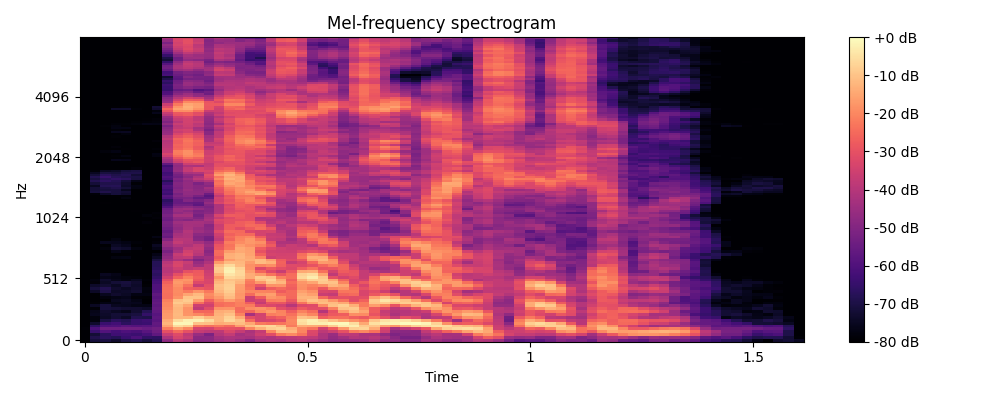 Mel-frequency spectrogram
Hz
4096
2048
1024
512
0
0
0.5
1
1.5
Time
+0 dB
-10 dB
-20 dB
-30 dB
-40 dB
-50 dB
-60 dB
-70 dB
-80 dB